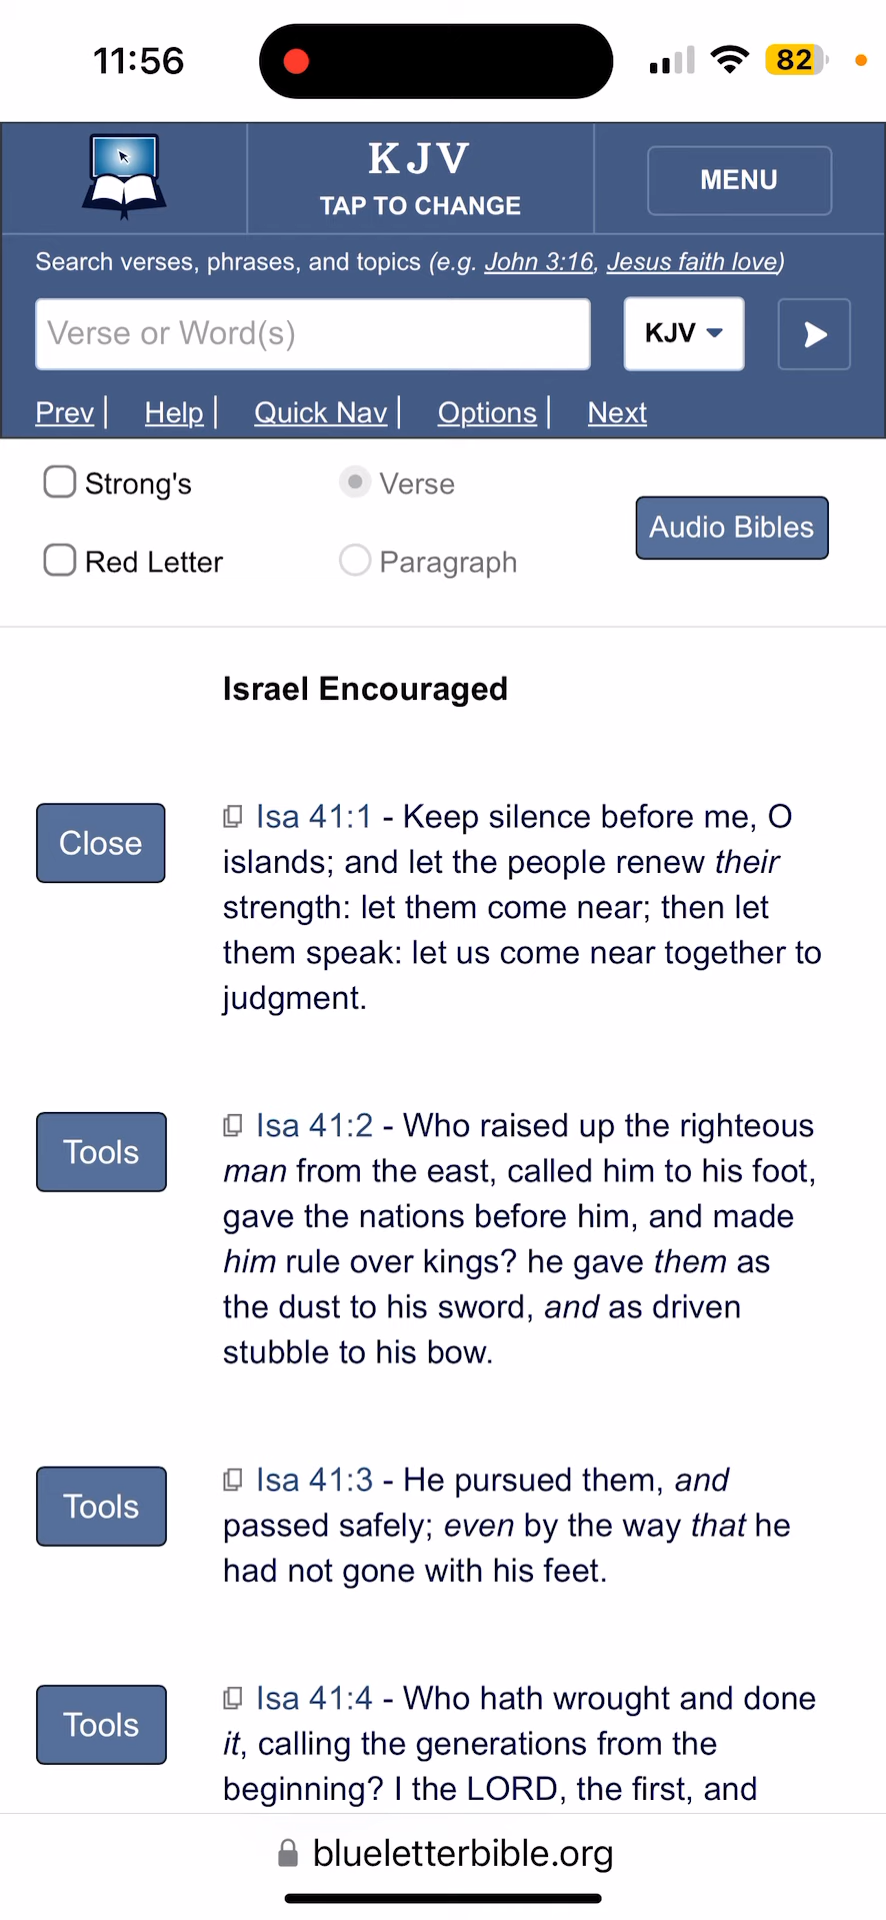 11:56
82
KJV
TAP TO CHANGE
MENU
Search verses, phrases, and topics (e.g. John 3:16, Jesus faith love)
Verse or Word(s)
KJV
Prev | Help | Quick Nav | Options | Next
Strong's
Verse
Audio Bibles
Red Letter
Paragraph
Israel Encouraged
Close
Isa 41:1 - Keep silence before me, O
islands; and let the people renew their
strength: let them come near; then let
them speak: let us come near together to
judgment.
Tools
Isa 41:2 - Who raised up the righteous
man from the east, called him to his foot,
gave the nations before him, and made
him rule over kings? he gave them as
the dust to his sword, and as driven
stubble to his bow.
Tools
Isa 41:3 - He pursued them, and
passed safely; even by the way that he
had not gone with his feet.
Tools
Isa 41:4 - Who hath wrought and done
it, calling the generations from the
beginning? I the LORD, the first, and
blueletterbible.org